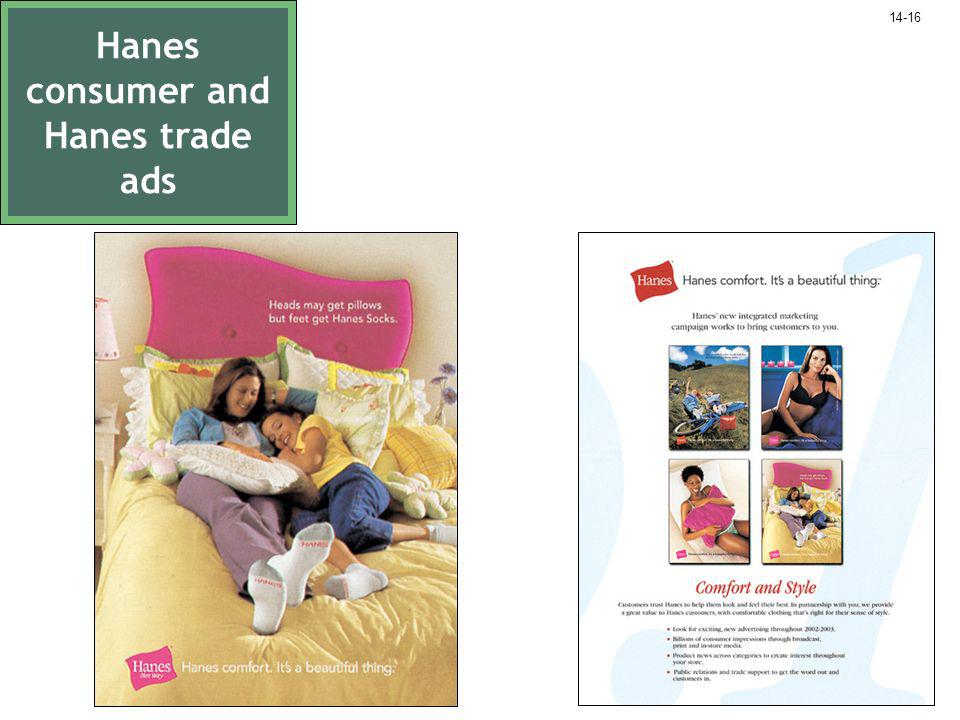 14-16
Hanes
consumer and
Hanes trade
ads
Heads may get pillows
but feet get Hanes Socks.
HANES
HANES
Hanes
Her Way
Hanes comfort. It's a beautiful thing.
Hanes
Hanes comfort. It's a beautiful thing.
Hanes' new integrated marketing
campaign works to bring customers to you.
Comfort and Style
Customers trust Hanes to help them look and feel their best. In partnership with you, we provide
a great value to Hanes customers, with comfortable clothing that's right for their sense of style.
• Look for exciting, new advertising throughout 2002-2003.
• Billions of consumer impressions through broadcast,
print and in-store media.
• Product news across categories to create interest throughout
your store.
• Public relations and trade support to get the word out and
customers in.